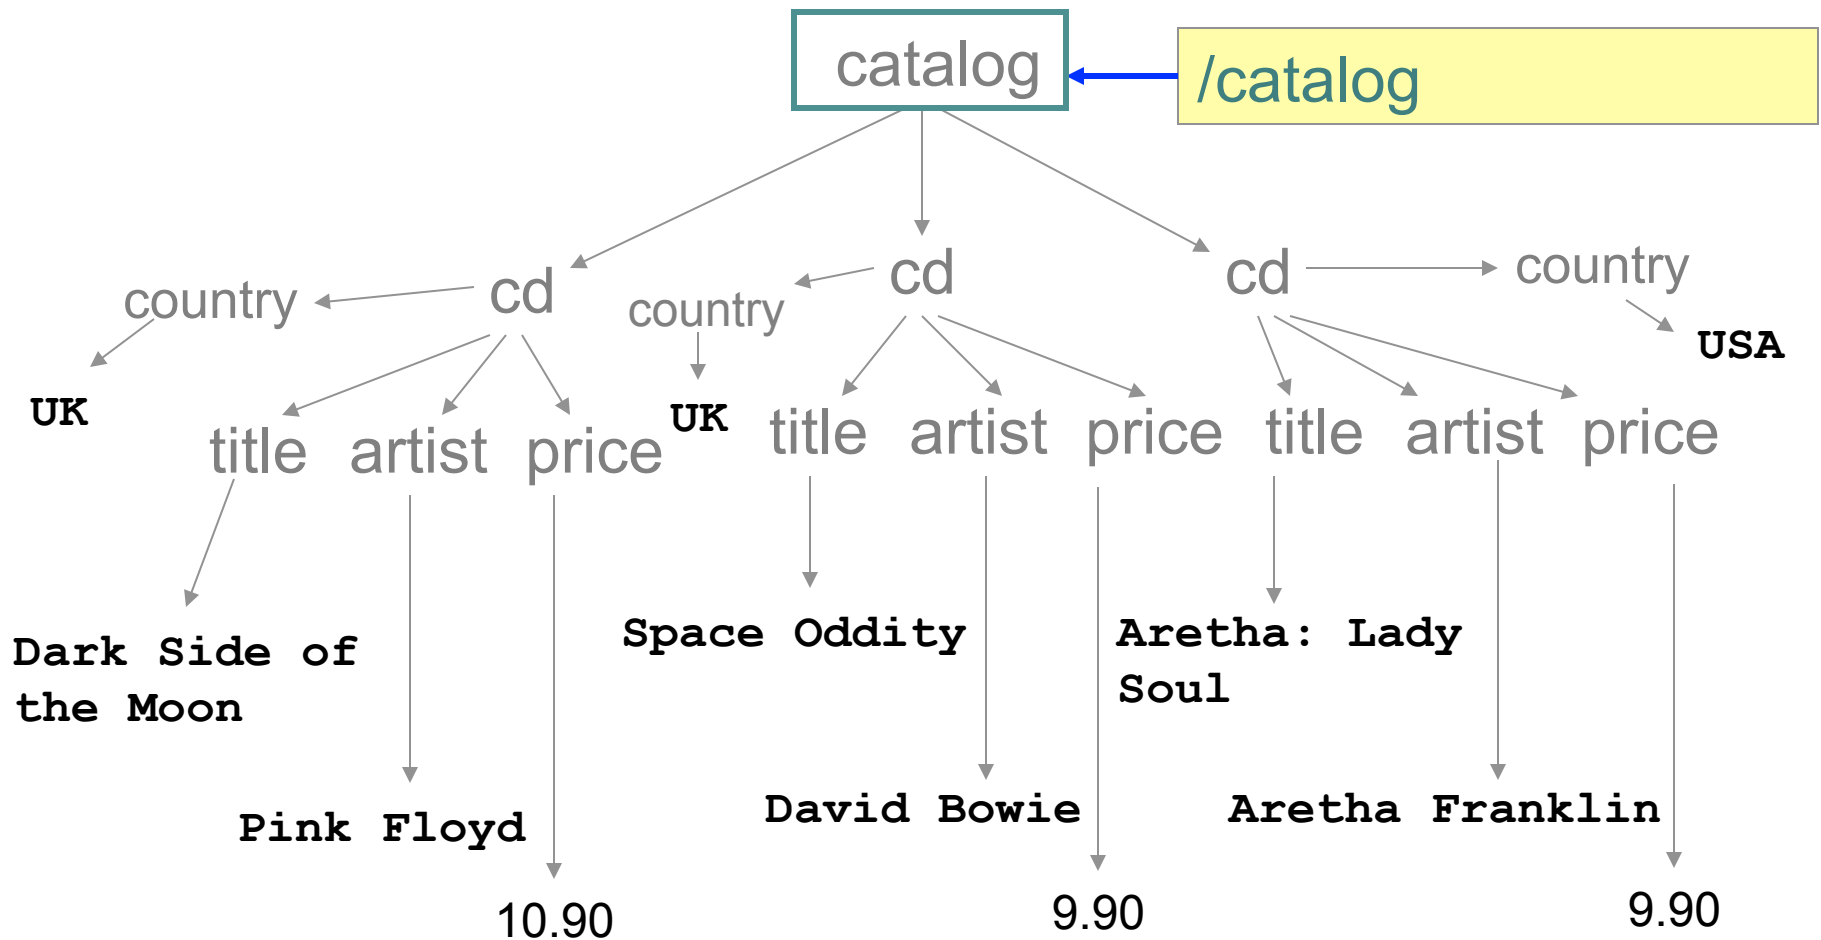 catalog
/catalog
country
cd
country
cd
cd
country
UK
UK
USA
title
artist
price
title
artist
price
title
artist
price
Dark Side of
the Moon
Space Oddity
Aretha: Lady
Soul
Pink Floyd
David Bowie
Aretha Franklin
10.90
9.90
9.90